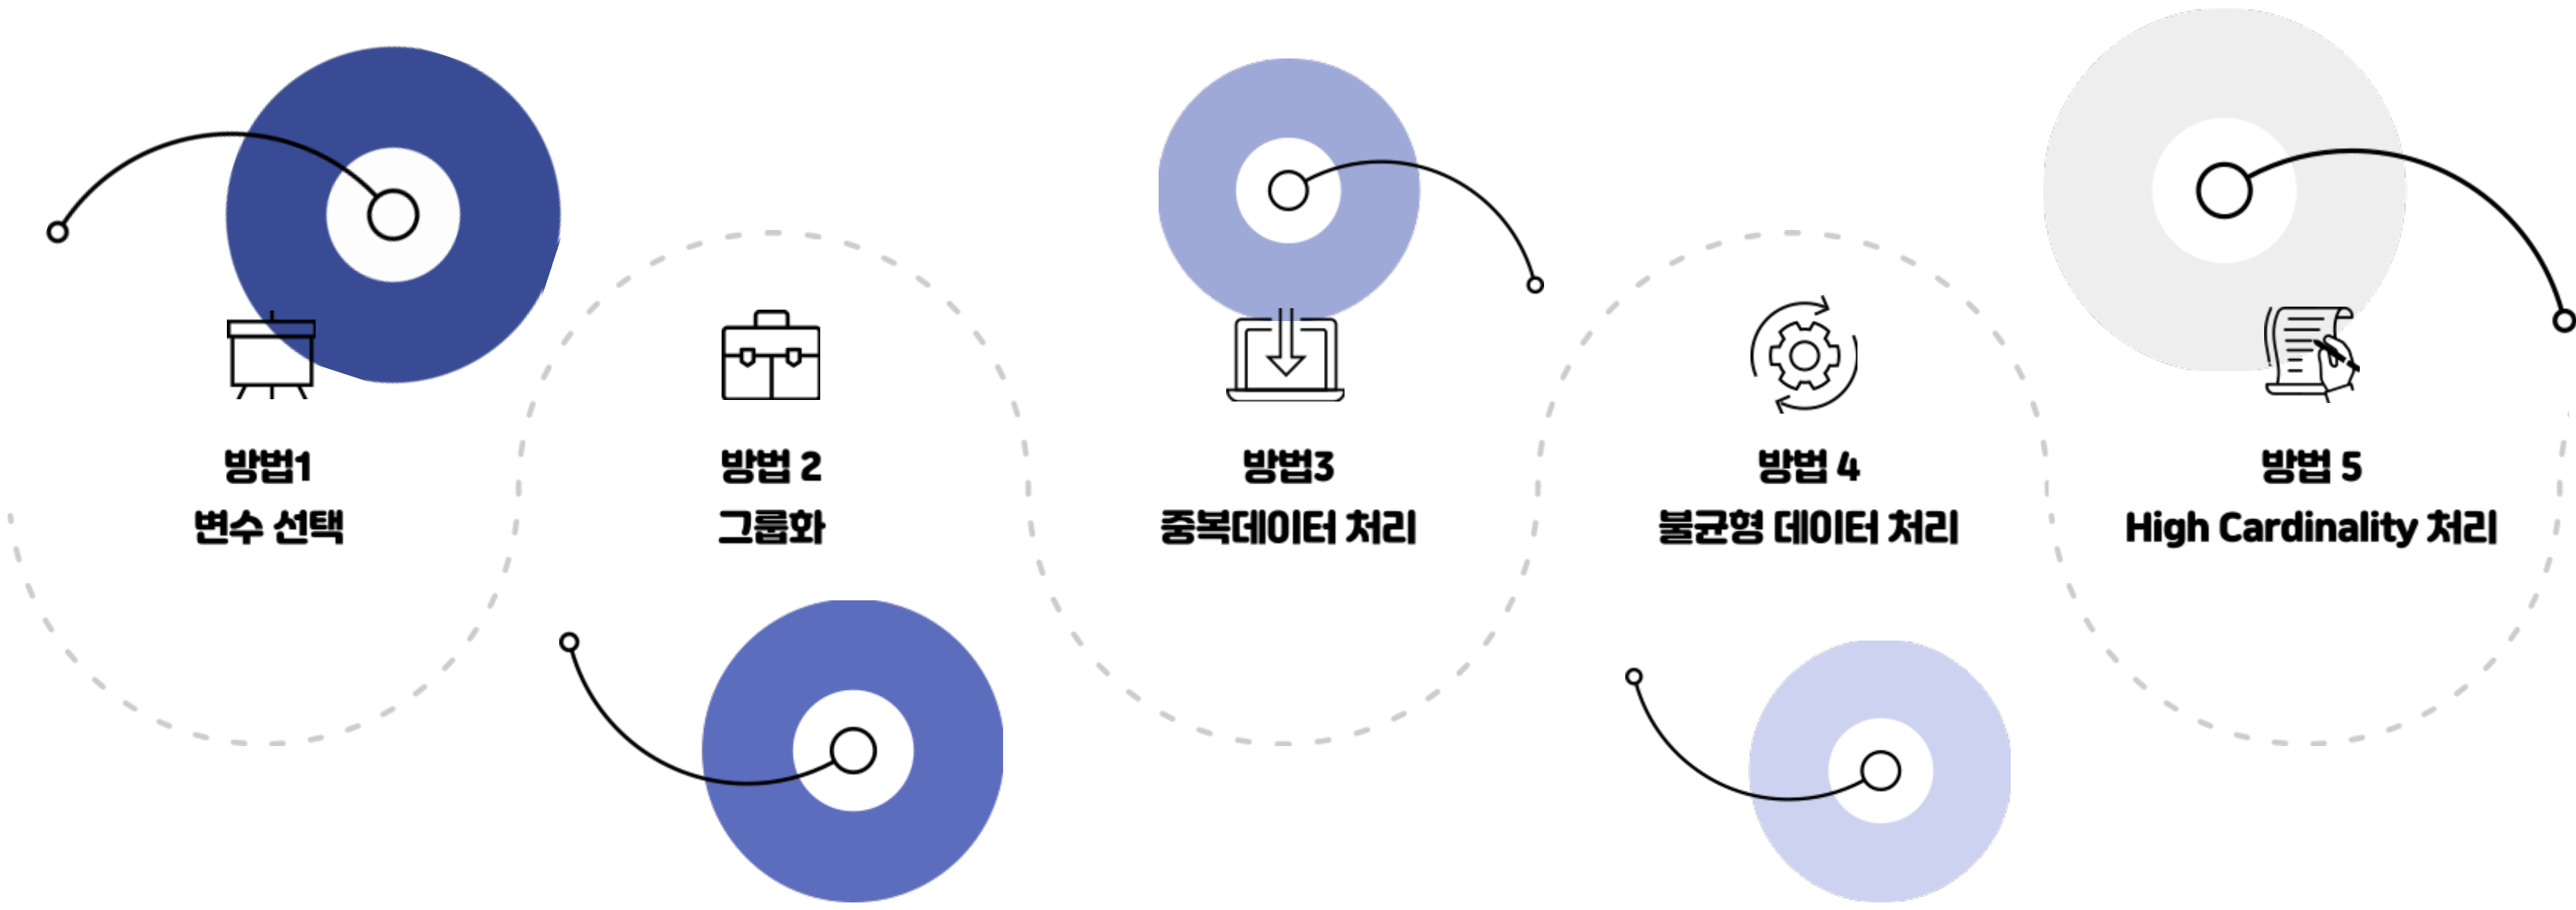 방법1
변수 선택
방법 2
그룹화
방법3
중복데이터 처리
방법 4
불균형 데이터 처리
방법 5
High Cardinality 처리